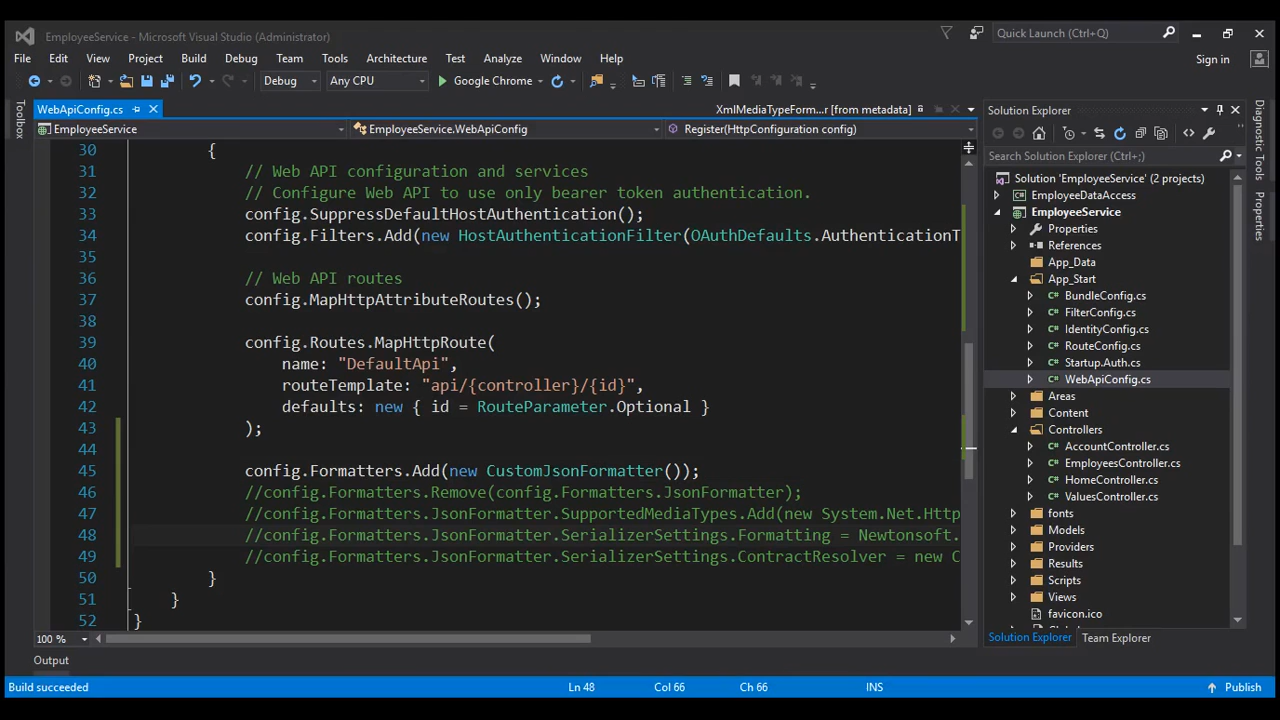 EmployeeService - Microsoft Visual Studio (Administrator)
Quick Launch (Ctrl+Q)
File Edit View Project Build Debug Team Tools Architecture Test Analyze Window Help
Sign in
Debug Any CPU Google Chrome
Toolbox
WebApiConfig.cs
XmlMediaTypeForm...r [from metadata]
EmployeeService EmployeeService.WebApiConfig Register(HttpConfiguration config)
30 {
31 // Web API configuration and services
32 // Configure Web API to use only bearer token authentication.
33 config.SuppressDefaultHostAuthentication();
34 config.Filters.Add(new HostAuthenticationFilter(OAuthDefaults.AuthenticationT
35
36 // Web API routes
37 config.MapHttpAttributeRoutes();
38
39 config.Routes.MapHttpRoute(
40 name: "DefaultApi",
41 routeTemplate: "api/{controller}/{id}",
42 defaults: new { id = RouteParameter.Optional }
43 );
44
45 config.Formatters.Add(new CustomJsonFormatter());
46 //config.Formatters.Remove(config.Formatters.JsonFormatter);
47 //config.Formatters.JsonFormatter.SupportedMediaTypes.Add(new System.Net.Http
48 //config.Formatters.JsonFormatter.SerializerSettings.Formatting = Newtonsoft.
49 //config.Formatters.JsonFormatter.SerializerSettings.ContractResolver = new C
50 }
51 }
52 }
100 %
Solution Explorer
Search Solution Explorer (Ctrl+;)
Solution 'EmployeeService' (2 projects)
EmployeeDataAccess
EmployeeService
Properties
References
App_Data
App_Start
BundleConfig.cs
FilterConfig.cs
IdentityConfig.cs
RouteConfig.cs
Startup.Auth.cs
WebApiConfig.cs
Areas
Content
Controllers
AccountController.cs
EmployeesController.cs
HomeController.cs
ValuesController.cs
fonts
Models
Providers
Results
Scripts
Views
favicon.ico
Solution Explorer Team Explorer
Diagnostic Tools
Properties
Output
Build succeeded Ln 48 Col 66 Ch 66 INS Publish